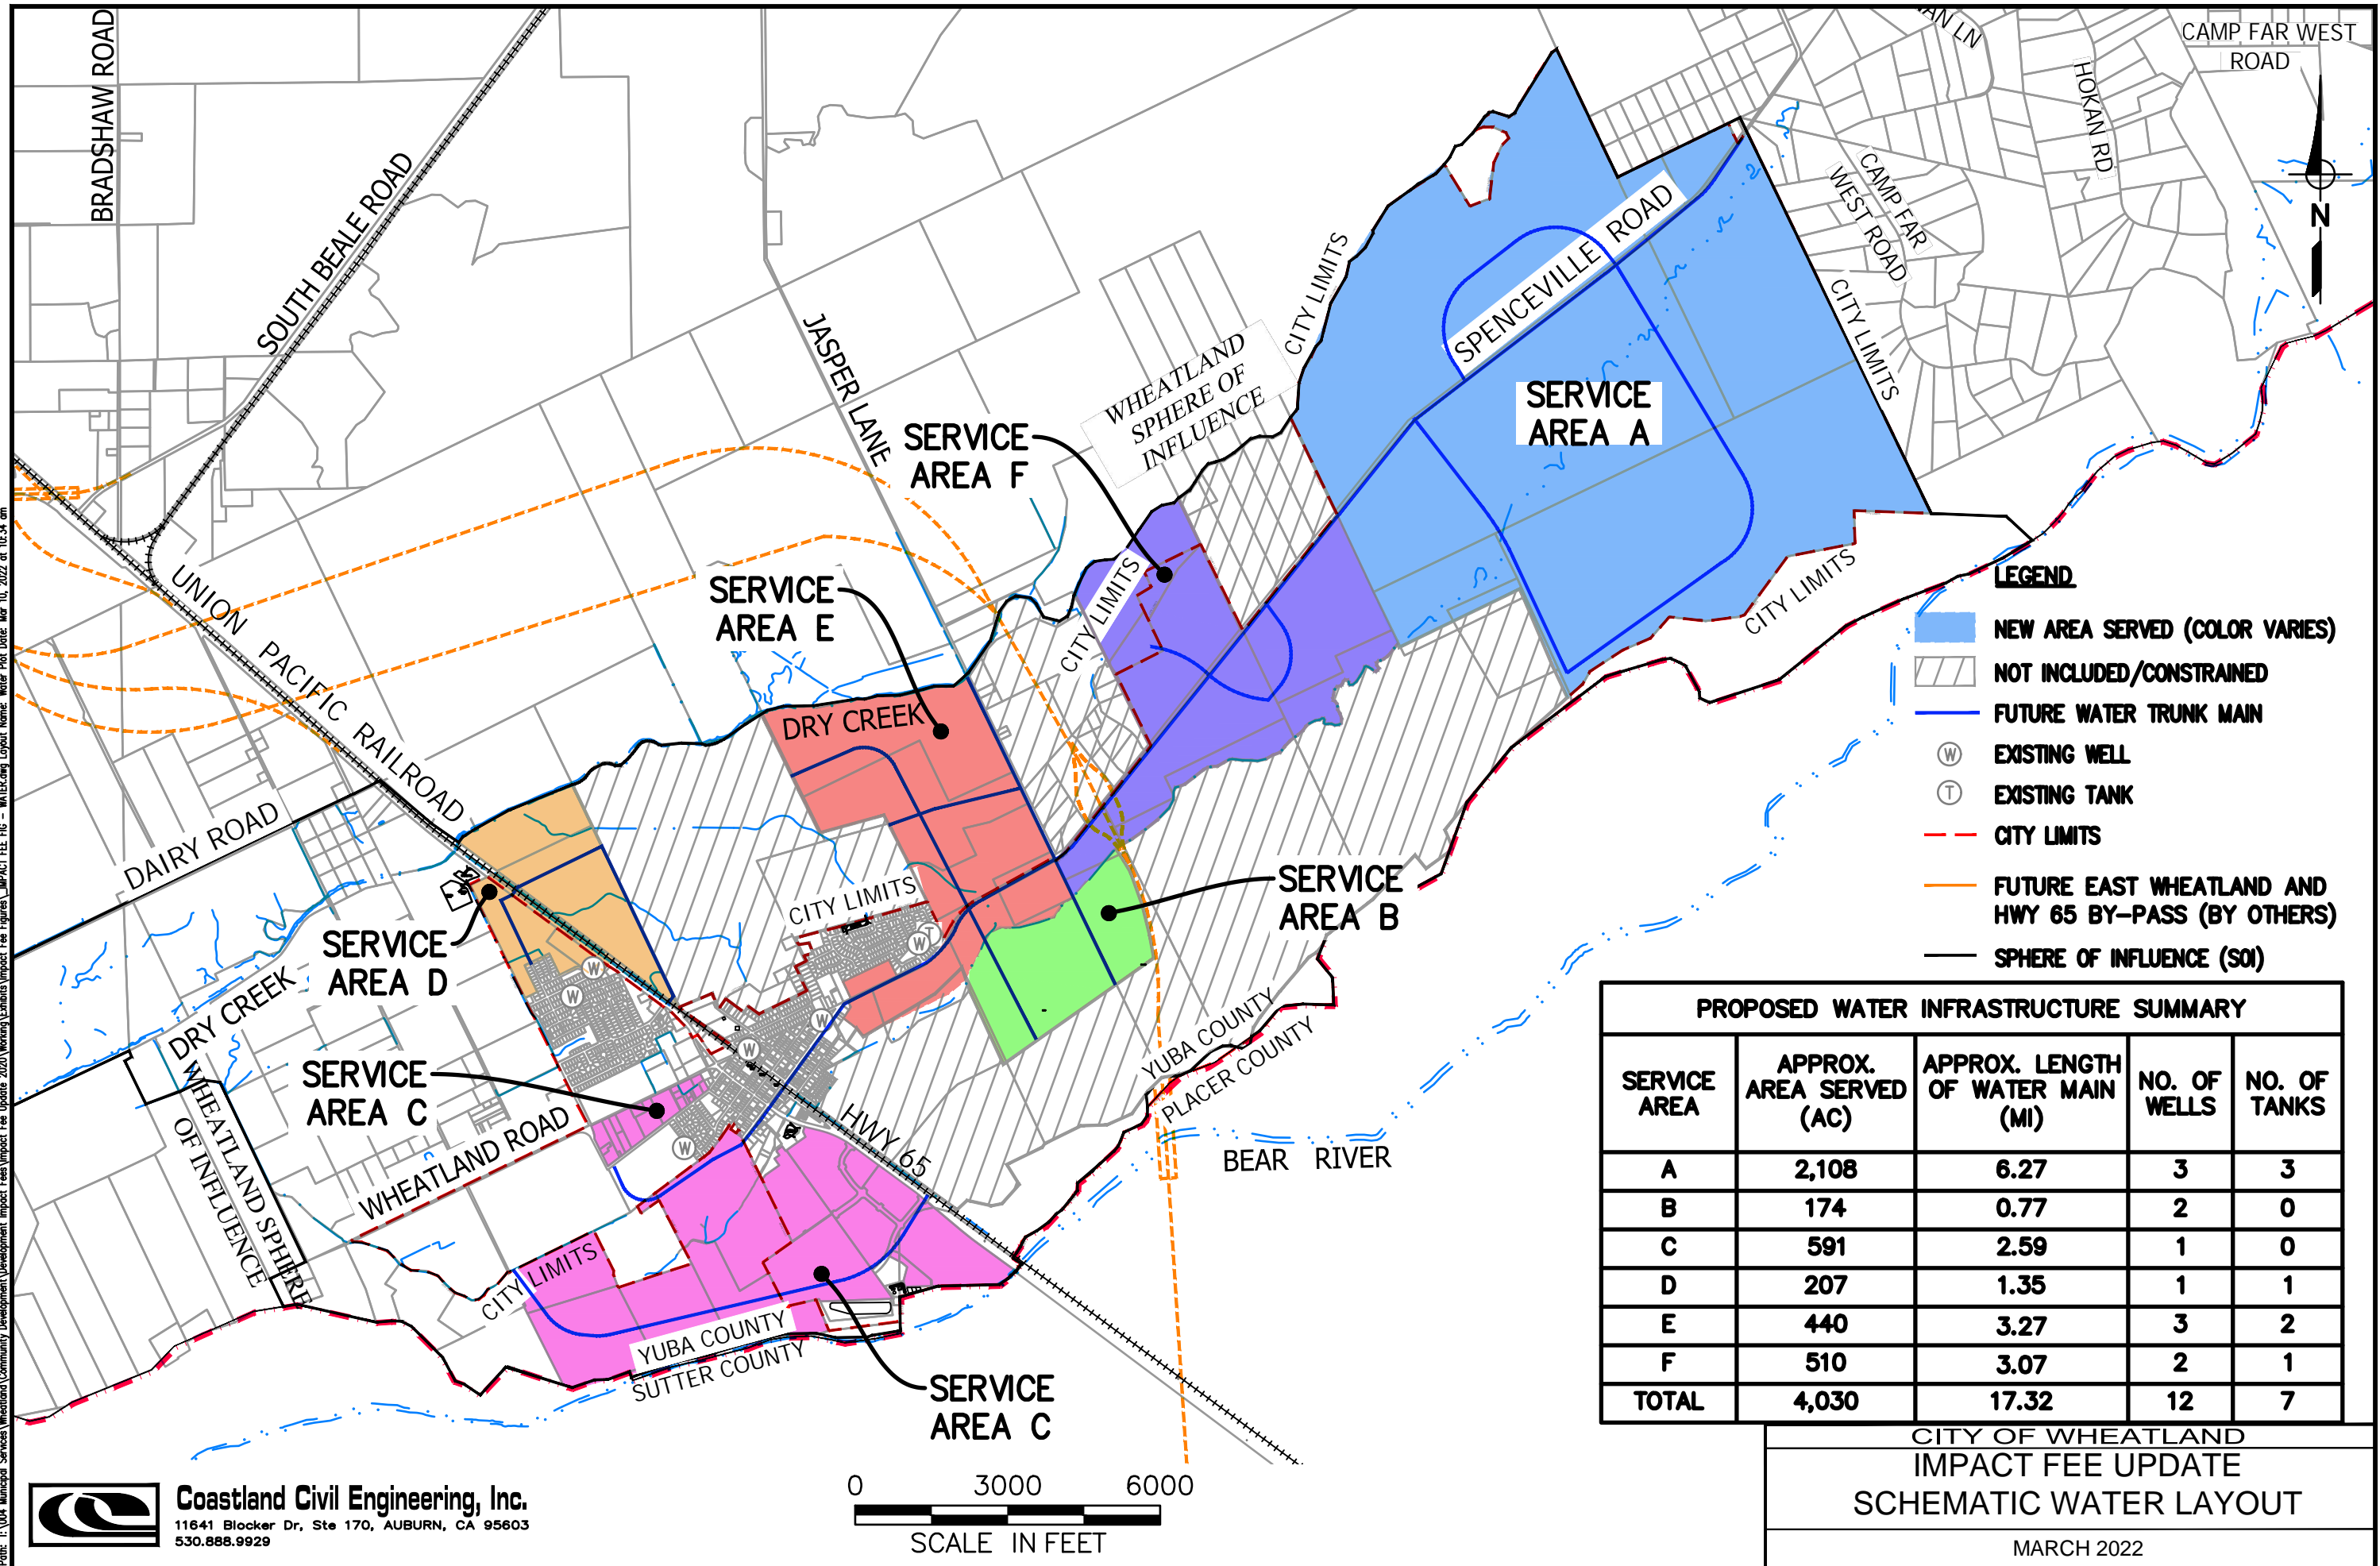 BRADSHAW ROAD
SOUTH BEALE ROAD
JASPER LANE
CAMP FAR WEST
ROAD
HOKAN RD
CAMP FAR
WEST ROAD
N
SPENCEVILLE ROAD
CITY LIMITS
CITY LIMITS
CITY LIMITS
WHEATLAND
SPHERE OF
INFLUENCE
SERVICE
AREA A
SERVICE
AREA F
CITY LIMITS
SERVICE
AREA E
UNION PACIFIC RAILROAD
DRY CREEK
DAIRY ROAD
CITY LIMITS
SERVICE
AREA B
SERVICE
AREA D
DRY CREEK
W
W
W
T
W
W
W
SERVICE
AREA C
WHEATLAND SPHERE
OF INFLUENCE
WHEATLAND ROAD
HWY 65
YUBA COUNTY
PLACER COUNTY
BEAR RIVER
CITY LIMITS
YUBA COUNTY
SUTTER COUNTY
SERVICE
AREA C
LEGEND
NEW AREA SERVED (COLOR VARIES)
NOT INCLUDED/CONSTRAINED
FUTURE WATER TRUNK MAIN
W EXISTING WELL
T EXISTING TANK
CITY LIMITS
FUTURE EAST WHEATLAND AND
HWY 65 BY-PASS (BY OTHERS)
SPHERE OF INFLUENCE (SOI)
PROPOSED WATER INFRASTRUCTURE SUMMARY
SERVICE AREA APPROX. AREA SERVED (AC) APPROX. LENGTH OF WATER MAIN (MI) NO. OF WELLS NO. OF TANKS
A 2,108 6.27 3 3
B 174 0.77 2 0
C 591 2.59 1 0
D 207 1.35 1 1
E 440 3.27 3 2
F 510 3.07 2 1
TOTAL 4,030 17.32 12 7
CITY OF WHEATLAND
IMPACT FEE UPDATE
SCHEMATIC WATER LAYOUT
MARCH 2022
0 3000 6000
SCALE IN FEET
Coastland Civil Engineering, Inc.
11641 Blocker Dr, Ste 170, AUBURN, CA 95603
530.888.9929